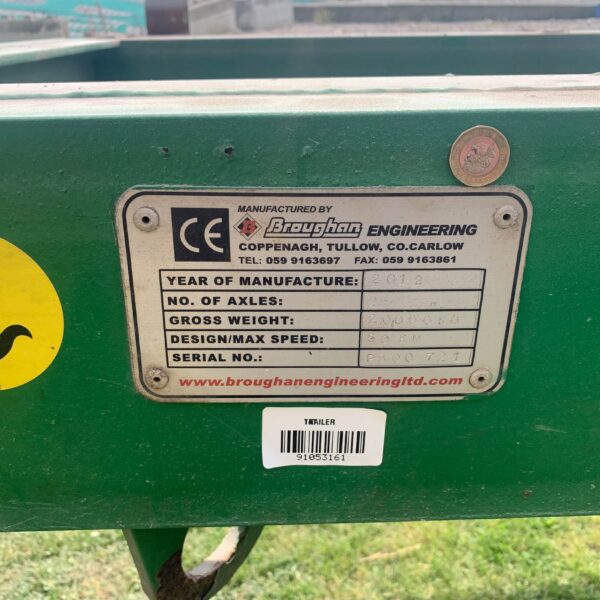 MANUFACTURED BY
CE Broughan ENGINEERING
COPPENAGH, TULLOW, CO.CARLOW
TEL: 059 9163697 FAX: 059 9163861
YEAR OF MANUFACTURE: 2012
NO. OF AXLES: 2
GROSS WEIGHT:
DESIGN/MAX SPEED:
SERIAL NO.:
www.broughanengineeringltd.com
TRAILER
91053161